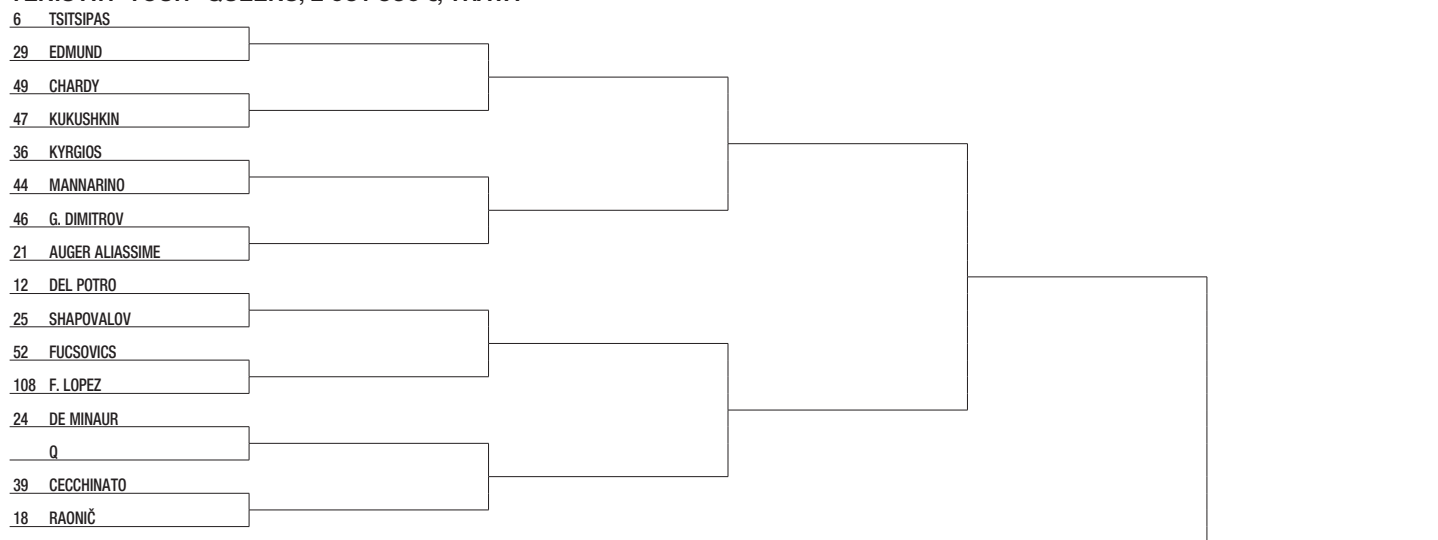 6 TSITSIPAS
29 EDMUND
49 CHARDY
47 KUKUSHKIN
36 KYRGIOS
44 MANNARINO
46 G. DIMITROV
21 AUGER ALIASSIME
12 DEL POTRO
25 SHAPOVALOV
52 FUCSOVICS
108 F. LOPEZ
24 DE MINAUR
Q
39 CECCHINATO
18 RAONIČ